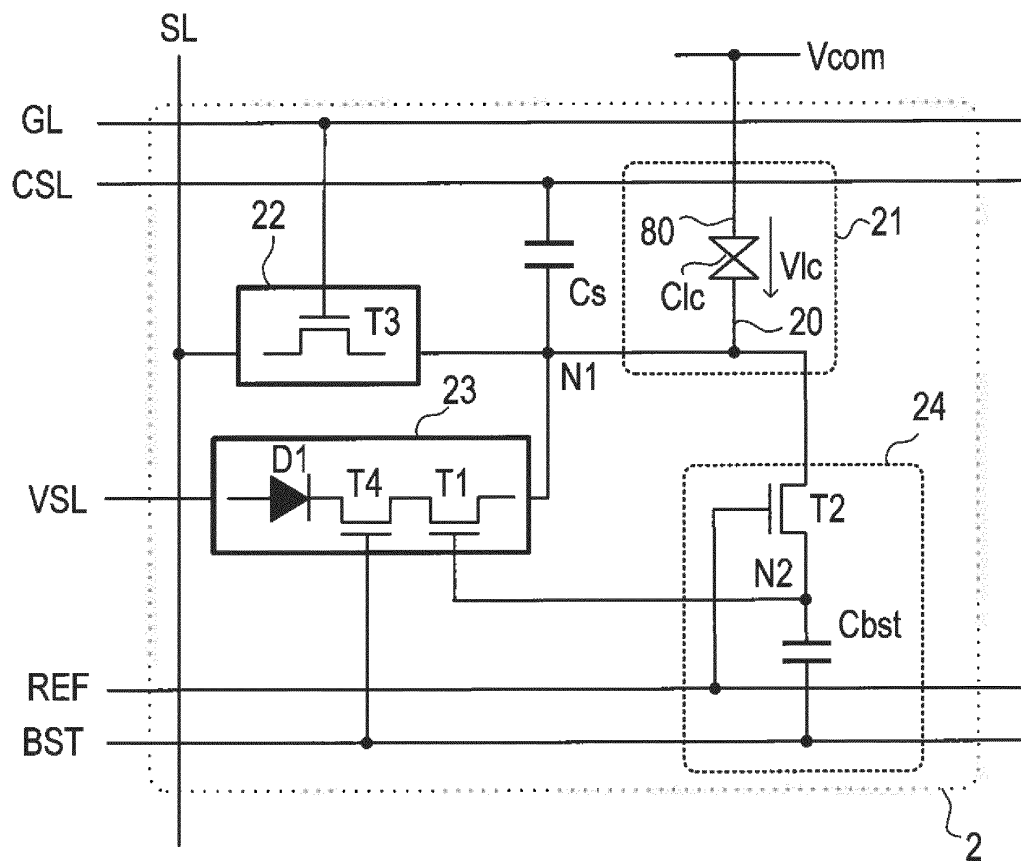 SL
Vcom
GL
CSL
22
80
21
Vlc
Cs
Clc
T3
20
N1
23
24
D1
T4
T1
VSL
T2
N2
Cbst
REF
BST
2